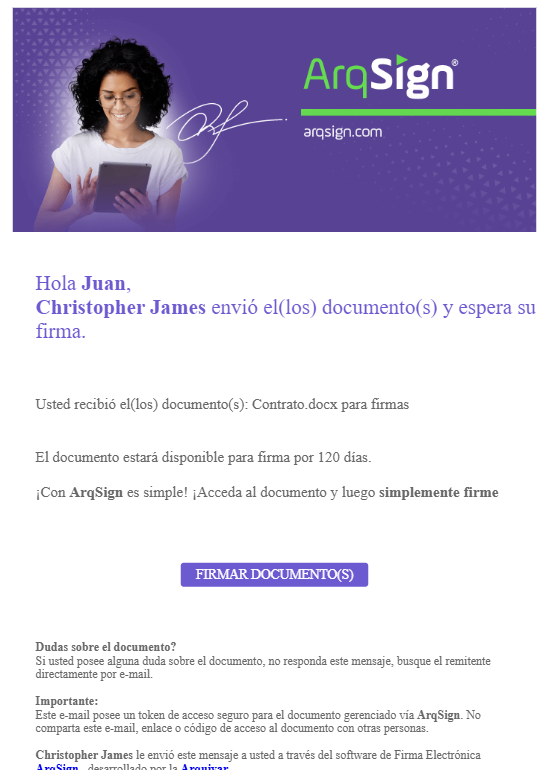 ArqSign®
arqsign.com
Hola Juan,
Christopher James envió el(los) documento(s) y espera su
firma.
Usted recibió el(los) documento(s): Contrato.docx para firmas
El documento estará disponible para firma por 120 días.
¡Con ArqSign es simple! ¡Acceda al documento y luego simplemente firme
FIRMAR DOCUMENTO(S)
Dudas sobre el documento?
Si usted posee alguna duda sobre el documento, no responda este mensaje, busque el remitente
directamente por e-mail.
Importante:
Este e-mail posee un token de acceso seguro para el documento gerenciado vía ArqSign. No
comparta este e-mail, enlace o código de acceso al documento con otras personas.
Christopher James le envió este mensaje a usted a través del software de Firma Electrónica
ArqSign, desarrollado por la Arquivar